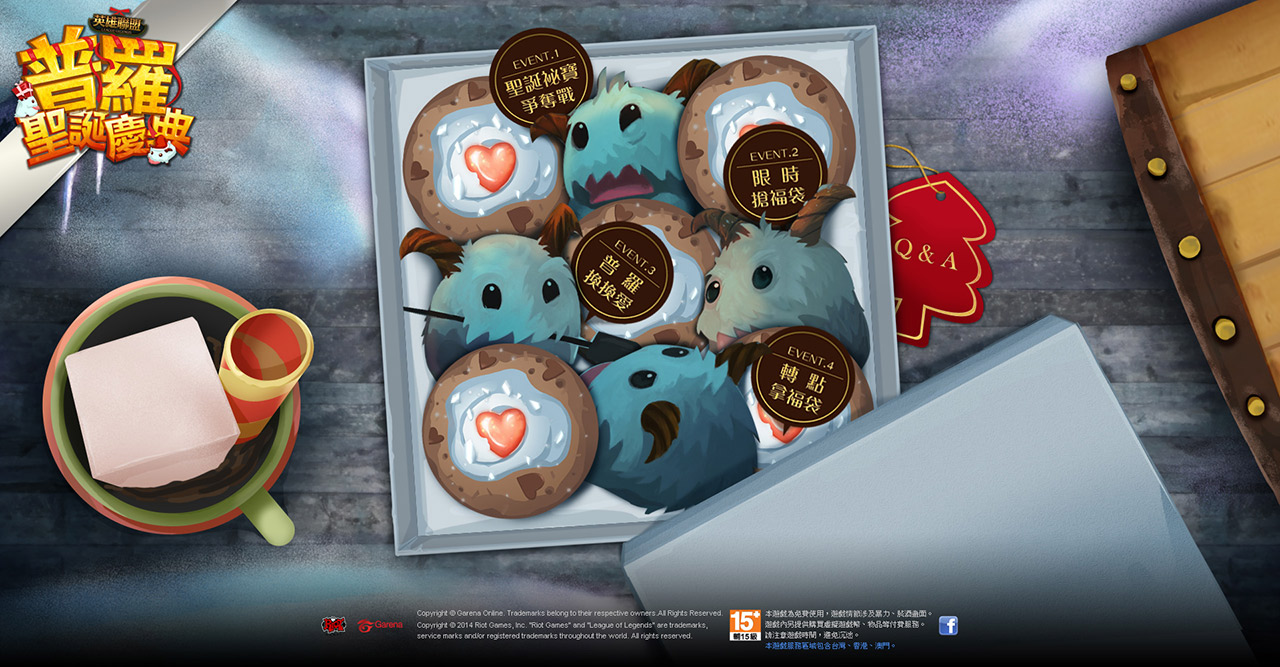 英雄聯盟
普羅
聖誕慶典
EVENT.1
聖誕祕寶
爭奪戰
EVENT.2
限時
搶福袋
EVENT.3
普羅
換換愛
EVENT.4
轉點
拿福袋
Q & A
Garena
Copyright © Garena Online. Trademarks belong to their respective owners.All Rights Reserved.
Copyright © 2014 Riot Games, Inc. "Riot Games" and "League of Legends" are trademarks,
service marks and/or registered trademarks throughout the world. All rights reserved.
15+
輔15級
本遊戲為免費使用，遊戲情節涉及暴力、菸酒畫面。
遊戲內另提供購買虛擬遊戲幣、物品等付費服務。
請注意遊戲時間，避免沉迷。
本遊戲服務區域包含台灣、香港、澳門。
f